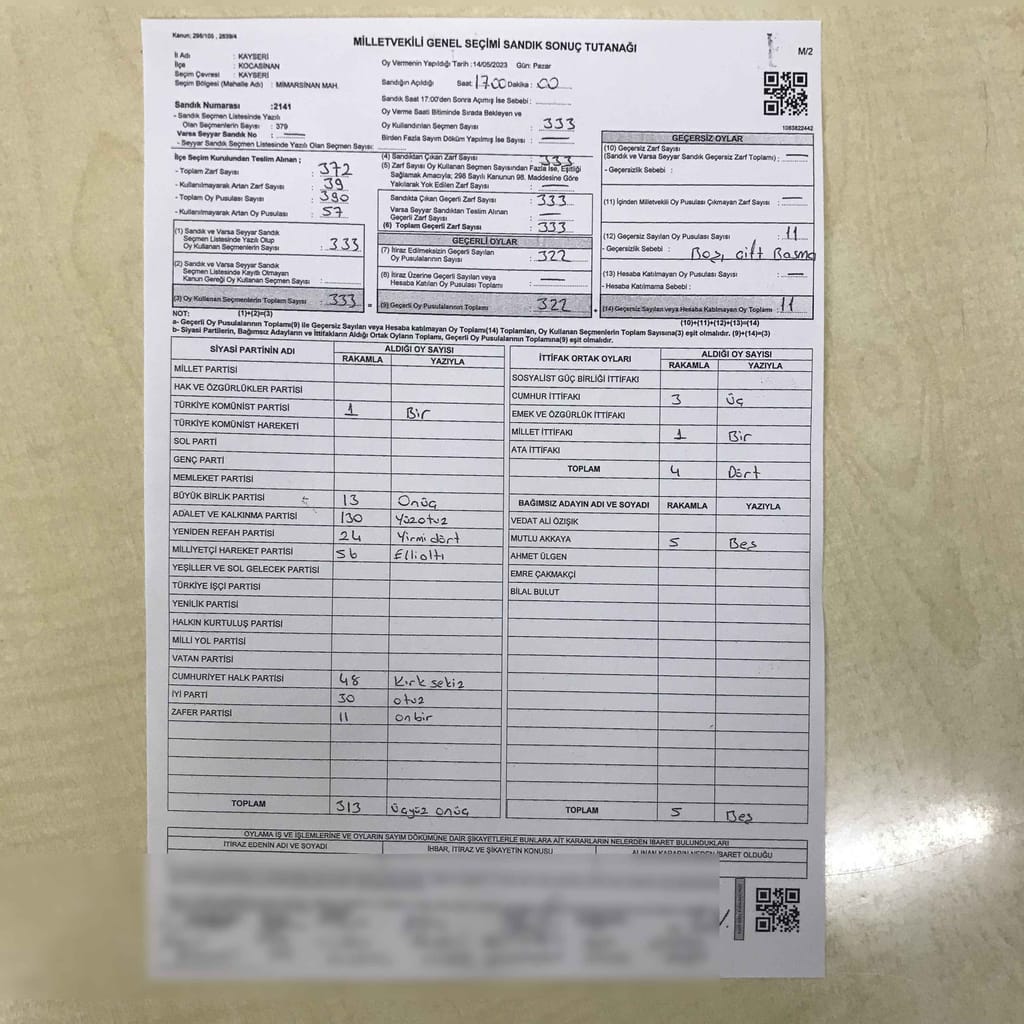 Kanun; 298/105 , 2839/4
MİLLETVEKİLİ GENEL SEÇİMİ SANDIK SONUÇ TUTANAĞI
M/2
İl Adı : KAYSERİ
İlçe : KOCASİNAN
Seçim Çevresi : KAYSERİ
Seçim Bölgesi (Mahalle Adı) : MİMARSİNAN MAH.
Oy Vermenin Yapıldığı Tarih :14/05/2023 Gün: Pazar
Sandığın Açıldığı Saat: 17.00 Dakika: 00
Sandık Saat 17:00'den Sonra Açımış İse Sebebi :
Oy Verme Saati Bitiminde Sırada Bekleyen ve
Oy Kullandırılan Seçmen Sayısı : 333
Birden Fazla Sayım Döküm Yapılmış İse Sayısı : —
1083822442
Sandık Numarası :2141
- Sandık Seçmen Listesinde Yazılı
Olan Seçmenlerin Sayısı : 379
Varsa Seyyar Sandık No : —
- Seyyar Sandık Seçmen Listesinde Yazılı Olan Seçmen Sayısı:
İlçe Seçim Kurulundan Teslim Alınan ;
- Toplam Zarf Sayısı : 372
- Kullanılmayarak Artan Zarf Sayısı : 39
- Toplam Oy Pusulası Sayısı : 390
- Kullanılmayarak Artan Oy Pusulası : 57
(1) Sandık ve Varsa Seyyar Sandık
Seçmen Listesinde Yazılı Olup
Oy Kullanan Seçmenlerin Sayısı : 333
(2) Sandık ve Varsa Seyyar Sandık
Seçmen Listesinde Kayıtlı Olmayan
Kanun Gereği Oy Kullanan Seçmen Sayısı :
(3) Oy Kullanan Seçmenlerin Toplam Sayısı : 333 =
(4) Sandıktan Çıkan Zarf Sayısı : 333
(5) Zarf Sayısı Oy Kullanan Seçmen Sayısından Fazla İse, Eşitliği
Sağlamak Amacıyla; 298 Sayılı Kanunun 98. Maddesine Göre
Yakılarak Yok Edilen Zarf Sayısı : —
Sandıkta Çıkan Geçerli Zarf Sayısı : 333
Varsa Seyyar Sandıktan Teslim Alınan
Geçerli Zarf Sayısı : —
(6) Toplam Geçerli Zarf Sayısı : 333
GEÇERLİ OYLAR
(7) İtiraz Edilmeksizin Geçerli Sayılan
Oy Pusulalarının Sayısı : 322
(8) İtiraz Üzerine Geçerli Sayılan veya
Hesaba Katılan Oy Pusulası Toplamı : —
(9) Geçerli Oy Pusulalarının Toplamı : 322 +
GEÇERSİZ OYLAR
(10) Geçersiz Zarf Sayısı
(Sandık ve Varsa Seyyar Sandık Geçersiz Zarf Toplamı) : —
- Geçersizlik Sebebi :
(11) İçinden Milletvekili Oy Pusulası Çıkmayan Zarf Sayısı : —
(12) Geçersiz Sayılan Oy Pusulası Sayısı : 11
- Geçersizlik Sebebi : Boş, çift Basma
(13) Hesaba Katılmayan Oy Pusulası Sayısı : —
- Hesaba Katılmama Sebebi :
(14) Geçersiz Sayılan veya Hesaba Katılmayan Oy Toplamı : 11
NOT: (1)+(2)=(3) (10)+(11)+(12)+(13)=(14)
a- Geçerli Oy Pusulalarının Toplamı(9) ile Geçersiz Sayılan veya Hesaba katılmayan Oy Toplamı(14) Toplamları, Oy Kullanan Seçmenlerin Toplam Sayısına(3) eşit olmalıdır. (9)+(14)=(3)
b- Siyasi Partilerin, Bağımsız Adayların ve İttifakların Aldığı Ortak Oyların Toplamı, Geçerli Oy Pusulalarının Toplamı(9)na eşit olmalıdır.
SİYASİ PARTİNİN ADI ALDIĞI OY SAYISI
RAKAMLA YAZIYLA
MİLLET PARTİSİ
HAK VE ÖZGÜRLÜKLER PARTİSİ
TÜRKİYE KOMÜNİST PARTİSİ 1 Bir
TÜRKİYE KOMÜNİST HAREKETİ
SOL PARTİ
GENÇ PARTİ
MEMLEKET PARTİSİ
BÜYÜK BİRLİK PARTİSİ 13 Onüç
ADALET VE KALKINMA PARTİSİ 130 Yüzotuz
YENİDEN REFAH PARTİSİ 24 Yirmi dört
MİLLİYETÇİ HAREKET PARTİSİ 56 Ellialtı
YEŞİLLER VE SOL GELECEK PARTİSİ
TÜRKİYE İŞÇİ PARTİSİ
YENİLİK PARTİSİ
HALKIN KURTULUŞ PARTİSİ
MİLLİ YOL PARTİSİ
VATAN PARTİSİ
CUMHURİYET HALK PARTİSİ 48 Kırk sekiz
İYİ PARTİ 30 otuz
ZAFER PARTİSİ 11 onbir
TOPLAM 313 Üçyüz onüç
İTTİFAK ORTAK OYLARI ALDIĞI OY SAYISI
RAKAMLA YAZIYLA
SOSYALİST GÜÇ BİRLİĞİ İTTİFAKI
CUMHUR İTTİFAKI 3 Üç
EMEK VE ÖZGÜRLÜK İTTİFAKI
MİLLET İTTİFAKI 1 Bir
ATA İTTİFAKI
TOPLAM 4 Dört
BAĞIMSIZ ADAYIN ADI VE SOYADI RAKAMLA YAZIYLA
VEDAT ALİ ÖZIŞIK
MUTLU AKKAYA 5 Beş
AHMET ÜLGEN
EMRE ÇAKMAKÇİ
BİLAL BULUT
TOPLAM 5 Beş
OYLAMA İŞ VE İŞLEMLERİNE VE OYLARIN SAYIM DÖKÜMÜNE DAİR ŞİKAYETLERLE BUNLARA AİT KARARLARIN NELERDEN İBARET BULUNDUKLARI
İTİRAZ EDENİN ADI VE SOYADI İHBAR, İTİRAZ VE ŞİKAYETİN KONUSU ALINAN KARARIN NEDEN İBARET OLDUĞU